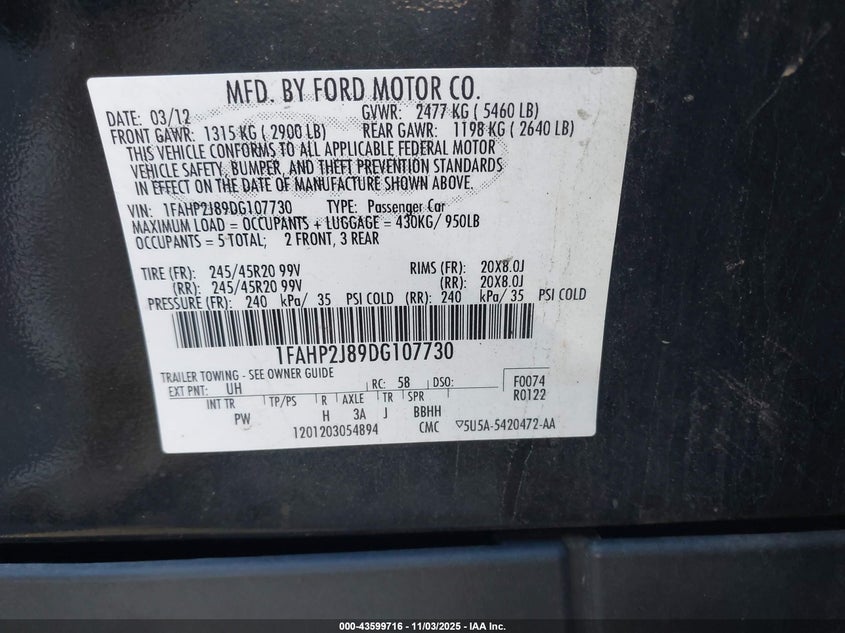 MFD. BY FORD MOTOR CO.
DATE: 03/12 GVWR: 2477 KG ( 5460 LB)
FRONT GAWR: 1315 KG ( 2900 LB) REAR GAWR: 1198 KG ( 2640 LB)
THIS VEHICLE CONFORMS TO ALL APPLICABLE FEDERAL MOTOR
VEHICLE SAFETY, BUMPER, AND THEFT PREVENTION STANDARDS
IN EFFECT ON THE DATE OF MANUFACTURE SHOWN ABOVE.
VIN: 1FAHP2J89DG107730 TYPE: Passenger Car
MAXIMUM LOAD = OCCUPANTS + LUGGAGE = 430KG/ 950LB
OCCUPANTS = 5 TOTAL; 2 FRONT, 3 REAR
TIRE (FR): 245/45R20 99V RIMS (FR): 20X8.0J
(RR): 245/45R20 99V (RR): 20X8.0J
PRESSURE (FR): 240 kPa/ 35 PSI COLD (RR): 240 kPa/ 35 PSI COLD
1FAHP2J89DG107730
TRAILER TOWING - SEE OWNER GUIDE
EXT PNT: UH RC: 58 DSO: F0074
INT TR TP/PS R AXLE TR SPR R0122
PW H 3A J BBHH
1201203054894 CMC ▽5U5A-5420472-AA
000-43599716 - 11/03/2025 - IAA Inc.